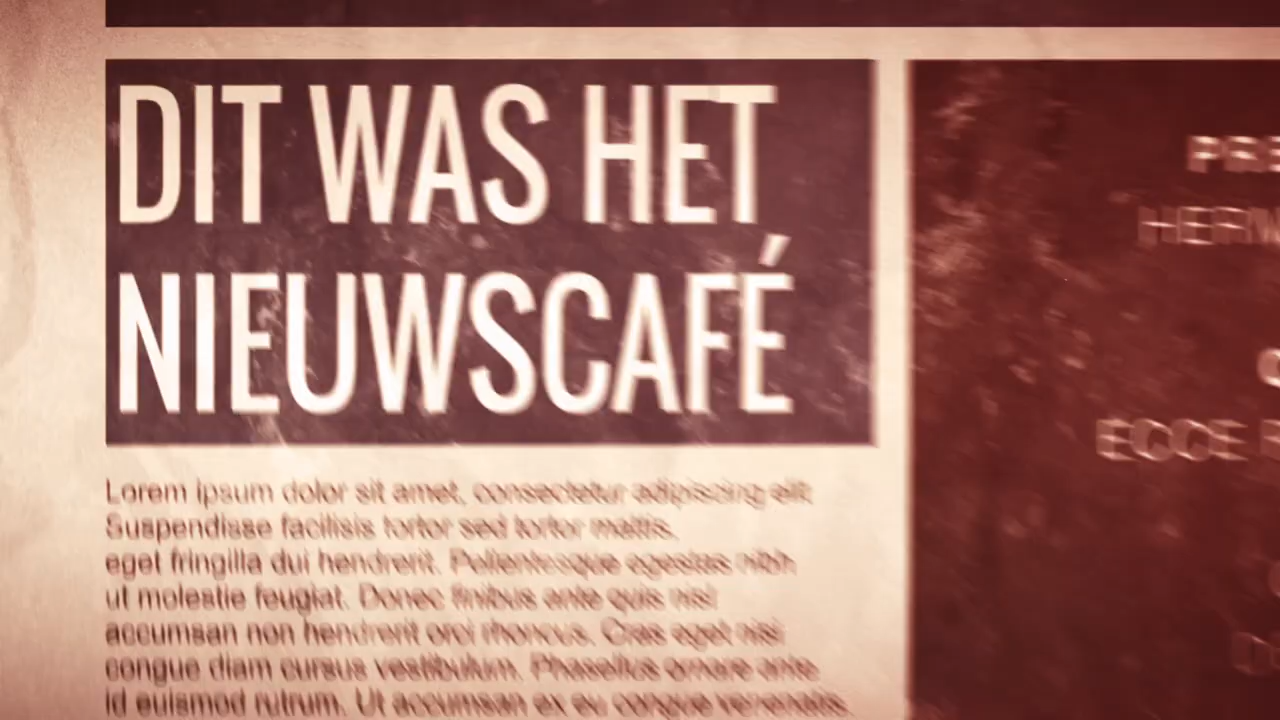 DIT WAS HET
NIEUWSCAFÉ
Lorem ipsum dolor sit amet, consectetur adipiscing elit.
Suspendisse facilisis tortor sed tortor mattis,
eget fringilla dui hendrerit. Pellentesque egestas nibh
ut molestie feugiat. Donec finibus ante quis nisl
accumsan non hendrerit orci rhoncus. Cras eget nisi
congue diam cursus vestibulum. Phasellus ornare ante
id euismod rutrum. Ut accumsan ex eu congue venenatis.
ECCE